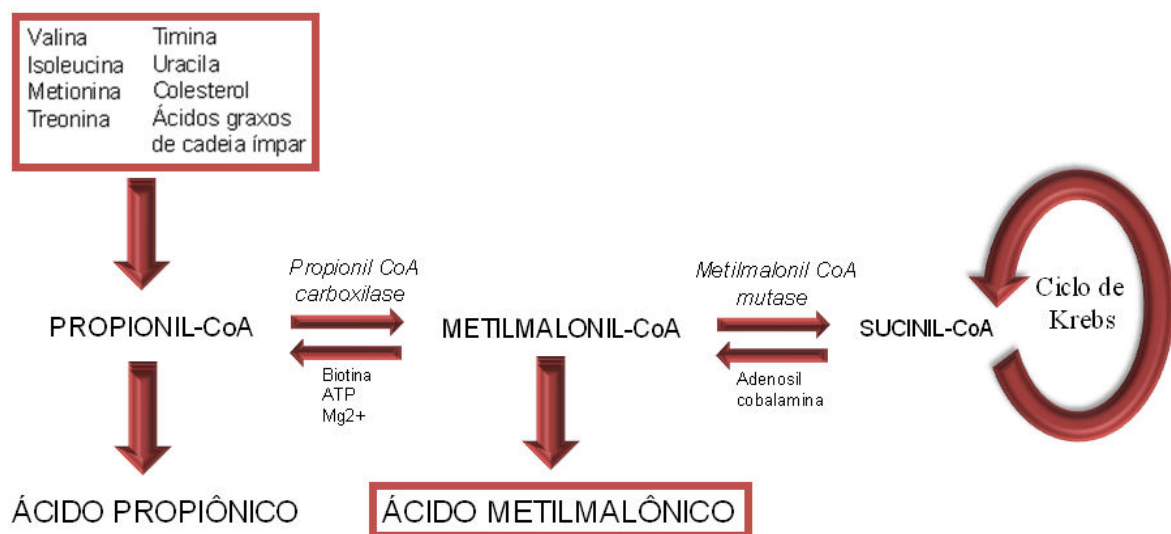 Valina
Isoleucina
Metionina
Treonina
Timina
Uracila
Colesterol
Ácidos graxos
de cadeia ímpar
Propionil CoA
carboxilase
Metilmalonil CoA
mutase
Ciclo de
Krebs
PROPIONIL-CoA
METILMALONIL-CoA
SUCINIL-CoA
Biotina
ATP
Mg2+
Adenosil
cobalamina
ÁCIDO PROPIÔNICO
ÁCIDO METILMALÔNICO